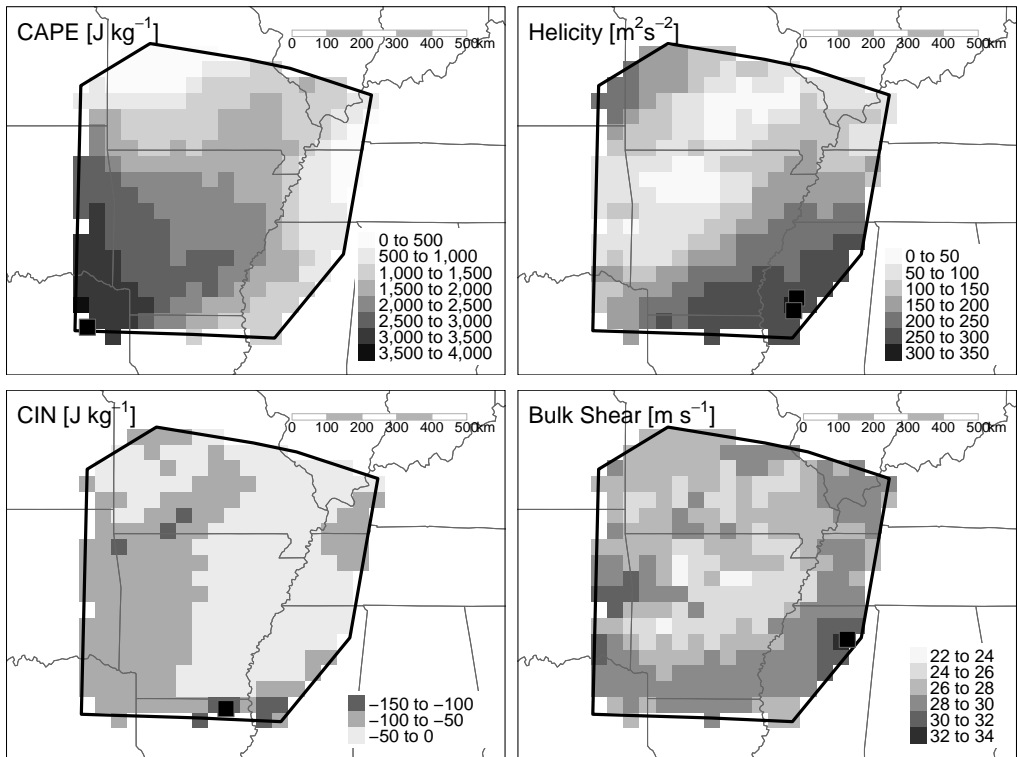 CAPE [J kg⁻¹]
0 100 200 300 400 500km
0 to 500
500 to 1,000
1,000 to 1,500
1,500 to 2,000
2,000 to 2,500
2,500 to 3,000
3,000 to 3,500
3,500 to 4,000
Helicity [m²s⁻²]
0 100 200 300 400 500km
0 to 50
50 to 100
100 to 150
150 to 200
200 to 250
250 to 300
300 to 350
CIN [J kg⁻¹]
0 100 200 300 400 500km
−150 to −100
−100 to −50
−50 to 0
Bulk Shear [m s⁻¹]
0 100 200 300 400 500km
22 to 24
24 to 26
26 to 28
28 to 30
30 to 32
32 to 34